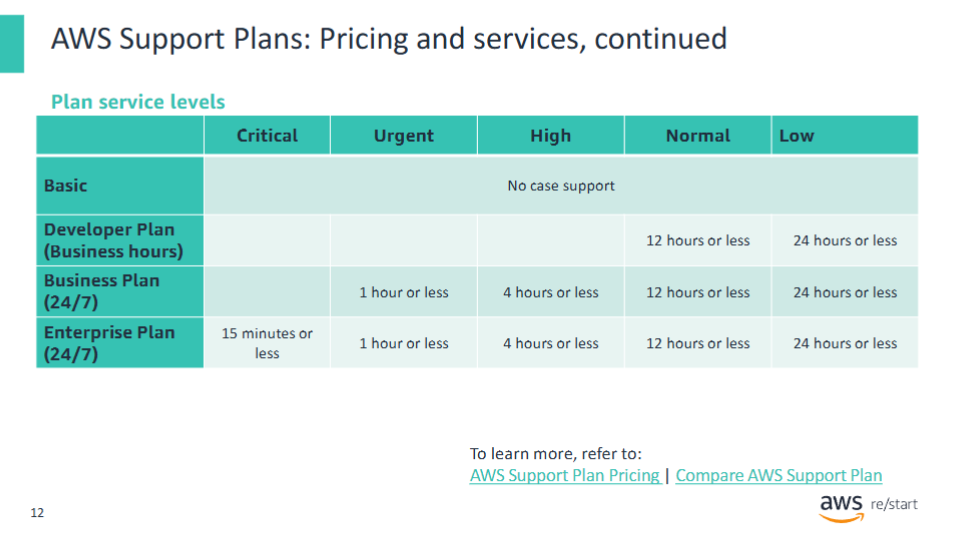 AWS Support Plans: Pricing and services, continued
Plan service levels
Critical Urgent High Normal Low
Basic No case support
Developer Plan
(Business hours) 12 hours or less 24 hours or less
Business Plan
(24/7) 1 hour or less 4 hours or less 12 hours or less 24 hours or less
Enterprise Plan
(24/7) 15 minutes or
less 1 hour or less 4 hours or less 12 hours or less 24 hours or less
To learn more, refer to:
AWS Support Plan Pricing | Compare AWS Support Plan
12
aws re/start